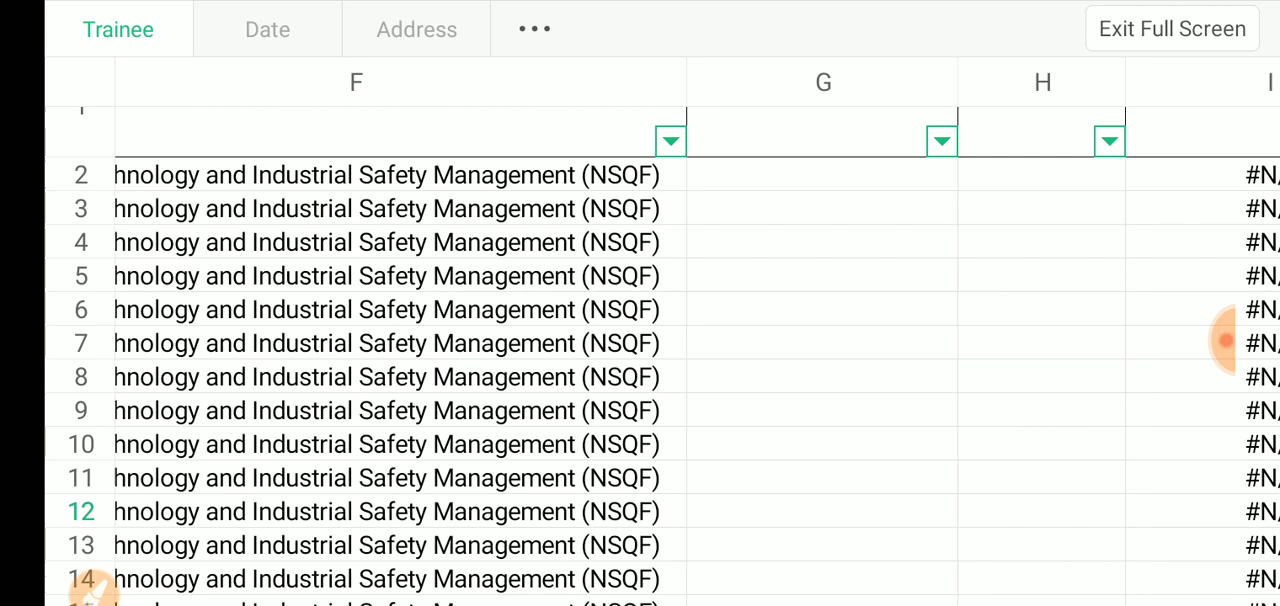 Trainee Date Address ••• Exit Full Screen
F G H I
2 hnology and Industrial Safety Management (NSQF) #N/
3 hnology and Industrial Safety Management (NSQF) #N/
4 hnology and Industrial Safety Management (NSQF) #N/
5 hnology and Industrial Safety Management (NSQF) #N/
6 hnology and Industrial Safety Management (NSQF) #N/
7 hnology and Industrial Safety Management (NSQF) #N/
8 hnology and Industrial Safety Management (NSQF) #N/
9 hnology and Industrial Safety Management (NSQF) #N/
10 hnology and Industrial Safety Management (NSQF) #N/
11 hnology and Industrial Safety Management (NSQF) #N/
12 hnology and Industrial Safety Management (NSQF) #N/
13 hnology and Industrial Safety Management (NSQF) #N/
14 hnology and Industrial Safety Management (NSQF) #N/